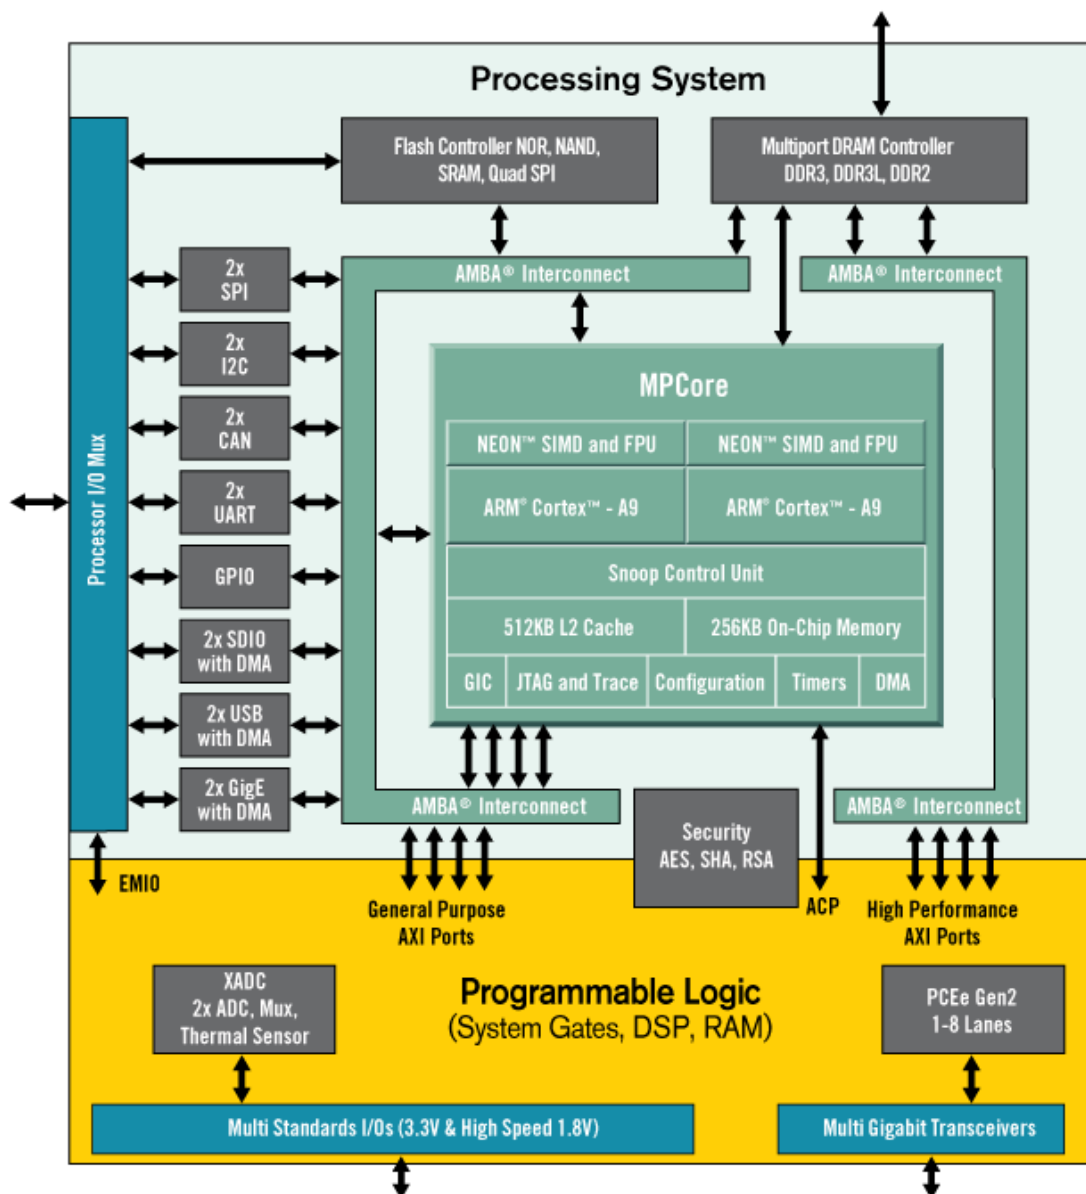 Processing System
Flash Controller NOR, NAND,
SRAM, Quad SPI
Multiport DRAM Controller
DDR3, DDR3L, DDR2
AMBA® Interconnect
AMBA® Interconnect
Processor I/O Mux
2x
SPI
2x
I2C
2x
CAN
2x
UART
GPIO
2x SDIO
with DMA
2x USB
with DMA
2x GigE
with DMA
MPCore
NEON™ SIMD and FPU
NEON™ SIMD and FPU
ARM® Cortex™ - A9
ARM® Cortex™ - A9
Snoop Control Unit
512KB L2 Cache
256KB On-Chip Memory
GIC
JTAG and Trace
Configuration
Timers
DMA
AMBA® Interconnect
AMBA® Interconnect
Security
AES, SHA, RSA
EMIO
General Purpose
AXI Ports
ACP
High Performance
AXI Ports
XADC
2x ADC, Mux,
Thermal Sensor
Programmable Logic
(System Gates, DSP, RAM)
PCEe Gen2
1-8 Lanes
Multi Standards I/Os (3.3V & High Speed 1.8V)
Multi Gigabit Transceivers